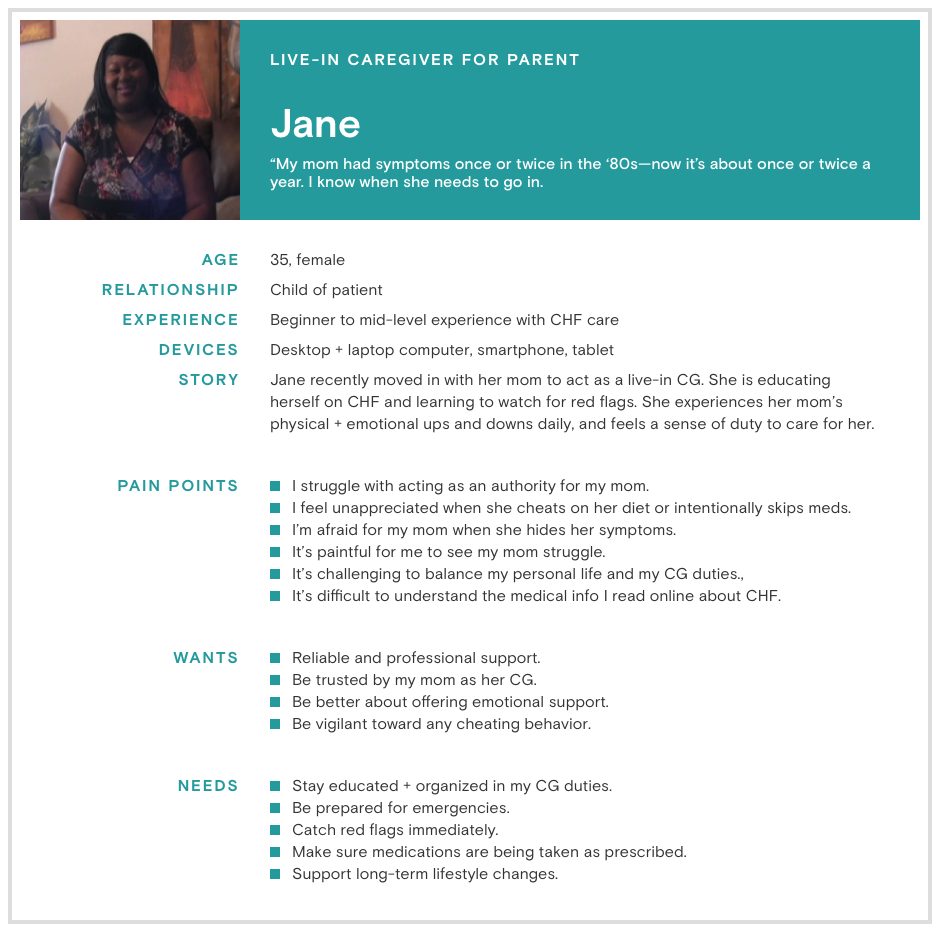 LIVE-IN CAREGIVER FOR PARENT
Jane
“My mom had symptoms once or twice in the ‘80s—now it’s about once or twice a
year. I know when she needs to go in.
AGE 35, female
RELATIONSHIP Child of patient
EXPERIENCE Beginner to mid-level experience with CHF care
DEVICES Desktop + laptop computer, smartphone, tablet
STORY Jane recently moved in with her mom to act as a live-in CG. She is educating
herself on CHF and learning to watch for red flags. She experiences her mom’s
physical + emotional ups and downs daily, and feels a sense of duty to care for her.
PAIN POINTS I struggle with acting as an authority for my mom.
I feel unappreciated when she cheats on her diet or intentionally skips meds.
I’m afraid for my mom when she hides her symptoms.
It’s painful for me to see my mom struggle.
It’s challenging to balance my personal life and my CG duties.,
It’s difficult to understand the medical info I read online about CHF.
WANTS Reliable and professional support.
Be trusted by my mom as her CG.
Be better about offering emotional support.
Be vigilant toward any cheating behavior.
NEEDS Stay educated + organized in my CG duties.
Be prepared for emergencies.
Catch red flags immediately.
Make sure medications are being taken as prescribed.
Support long-term lifestyle changes.